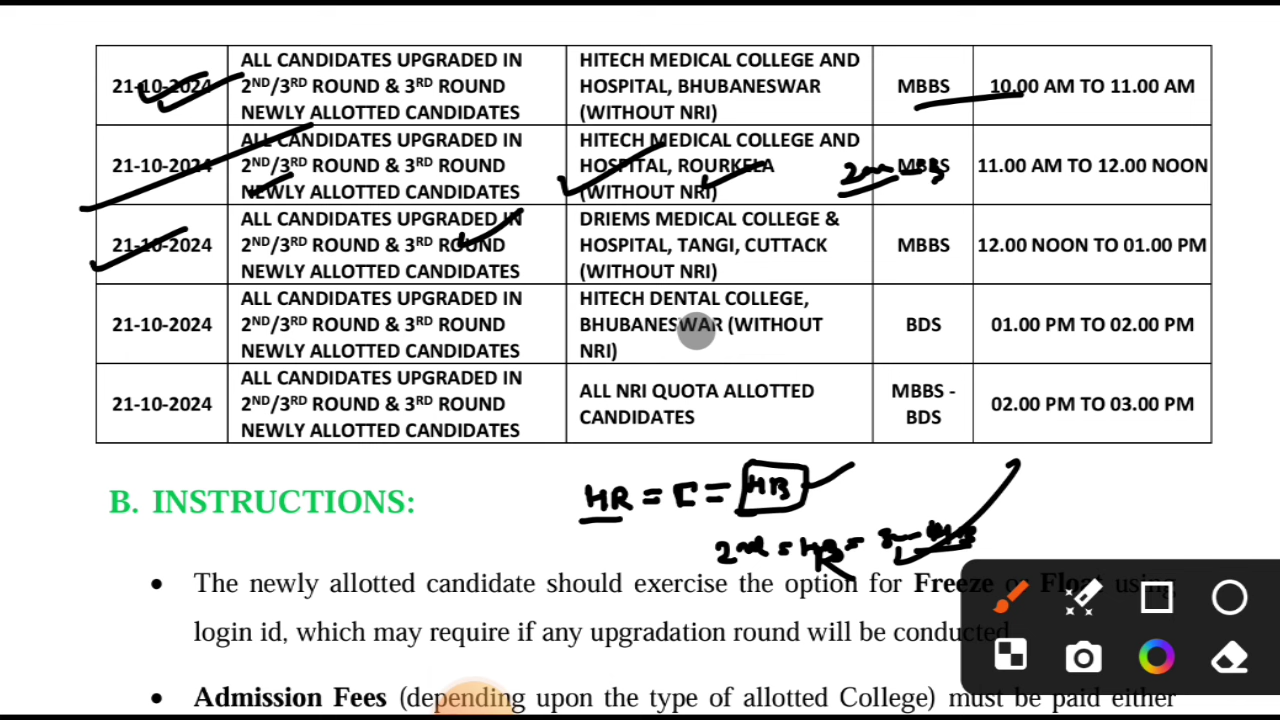 21-10-2024
ALL CANDIDATES UPGRADED IN
2ND/3RD ROUND & 3RD ROUND
NEWLY ALLOTTED CANDIDATES
HITECH MEDICAL COLLEGE AND
HOSPITAL, BHUBANESWAR
(WITHOUT NRI)
MBBS
10.00 AM TO 11.00 AM
21-10-2024
ALL CANDIDATES UPGRADED IN
2ND/3RD ROUND & 3RD ROUND
NEWLY ALLOTTED CANDIDATES
HITECH MEDICAL COLLEGE AND
HOSPITAL, ROURKELA
(WITHOUT NRI)
MBBS
11.00 AM TO 12.00 NOON
21-10-2024
ALL CANDIDATES UPGRADED IN
2ND/3RD ROUND & 3RD ROUND
NEWLY ALLOTTED CANDIDATES
DRIEMS MEDICAL COLLEGE &
HOSPITAL, TANGI, CUTTACK
(WITHOUT NRI)
MBBS
12.00 NOON TO 01.00 PM
21-10-2024
ALL CANDIDATES UPGRADED IN
2ND/3RD ROUND & 3RD ROUND
NEWLY ALLOTTED CANDIDATES
HITECH DENTAL COLLEGE,
BHUBANESWAR (WITHOUT
NRI)
BDS
01.00 PM TO 02.00 PM
21-10-2024
ALL CANDIDATES UPGRADED IN
2ND/3RD ROUND & 3RD ROUND
NEWLY ALLOTTED CANDIDATES
ALL NRI QUOTA ALLOTTED
CANDIDATES
MBBS -
BDS
02.00 PM TO 03.00 PM
HR = C = HB
B. INSTRUCTIONS:
2nd = HR =
• The newly allotted candidate should exercise the option for Freeze or Float using
login id, which may require if any upgradation round will be conducted
• Admission Fees (depending upon the type of allotted College) must be paid either